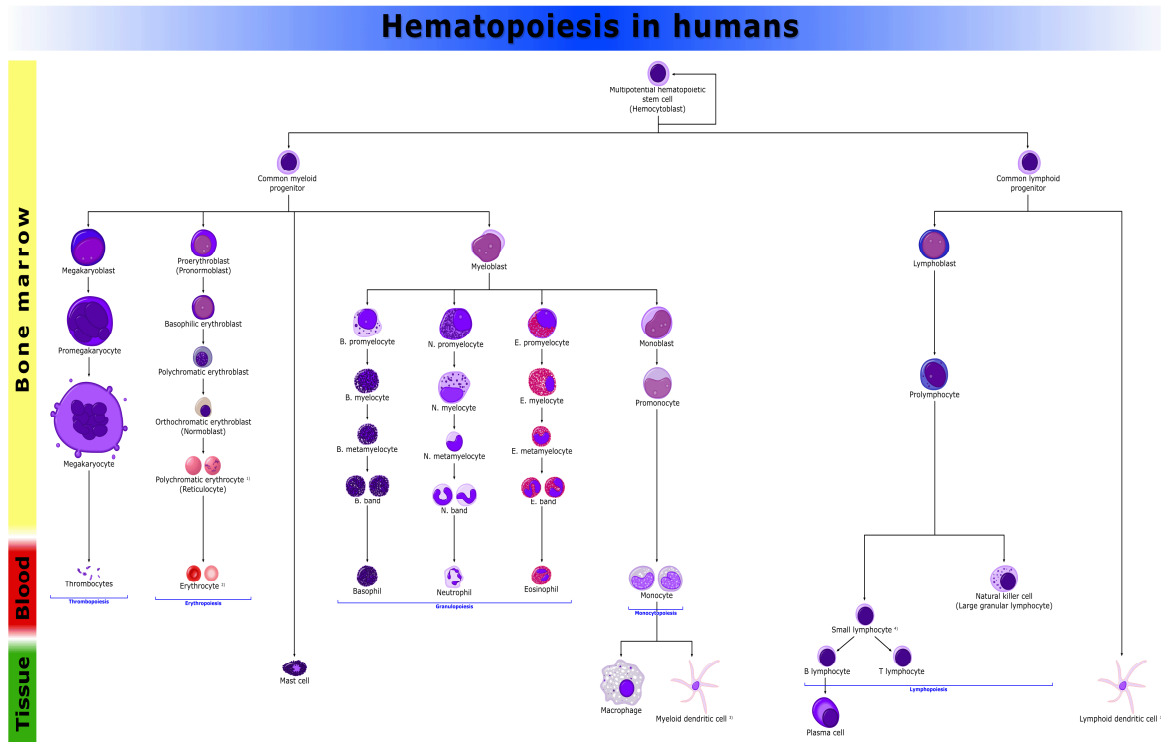 Hematopoiesis in humans
Bone marrow
Blood
Tissue
Multipotential hematopoietic
stem cell
(Hemocytoblast)
Common myeloid
progenitor
Common lymphoid
progenitor
Megakaryoblast
Proerythroblast
(Pronormoblast)
Myeloblast
Lymphoblast
Promegakaryocyte
Basophilic erythroblast
B. promyelocyte
N. promyelocyte
E. promyelocyte
Monoblast
Polychromatic erythroblast
B. myelocyte
N. myelocyte
E. myelocyte
Promonocyte
Prolymphocyte
Orthochromatic erythroblast
(Normoblast)
Megakaryocyte
B. metamyelocyte
N. metamyelocyte
E. metamyelocyte
Polychromatic erythrocyte 1)
(Reticulocyte)
B. band
N. band
E. band
Thrombocytes
Erythrocyte 2)
Basophil
Neutrophil
Eosinophil
Monocyte
Natural killer cell
(Large granular lymphocyte)
Thrombopoiesis
Erythropoiesis
Granulopoiesis
Monocytopoiesis
Small lymphocyte 4)
B lymphocyte
T lymphocyte
Lymphopoiesis
Mast cell
Macrophage
Myeloid dendritic cell 3)
Plasma cell
Lymphoid dendritic cell